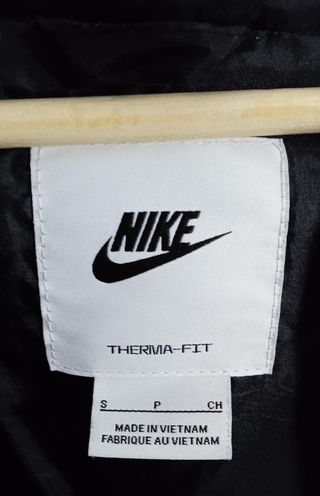 NIKE
THERMA-FIT
S P CH
MADE IN VIETNAM
FABRIQUE AU VIETNAM